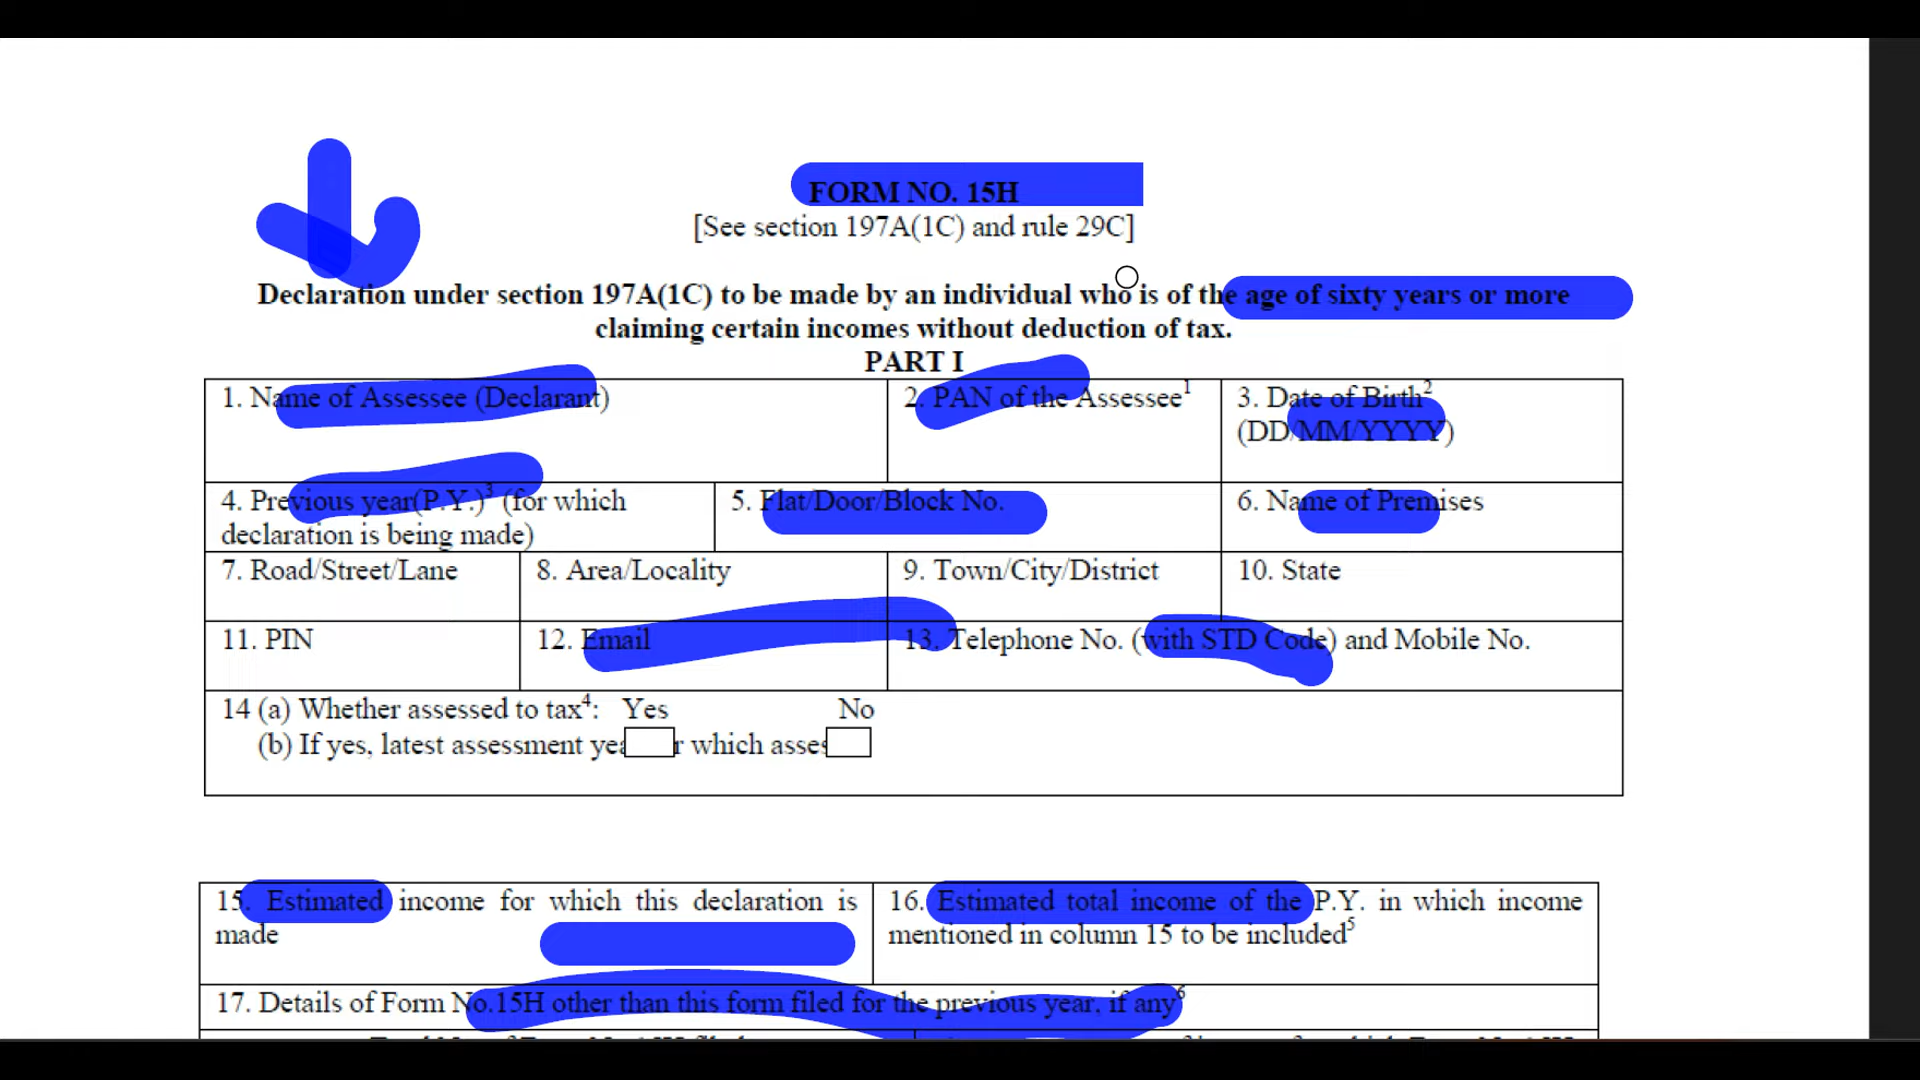 FORM NO. 15H
[See section 197A(1C) and rule 29C]
Declaration under section 197A(1C) to be made by an individual who is of the age of sixty years or more
claiming certain incomes without deduction of tax.
PART I
1. Name of Assessee (Declarant)
2. PAN of the Assessee1
3. Date of Birth2
(DD/MM/YYYY)
4. Previous year(P.Y.)3 (for which
declaration is being made)
5. Flat/Door/Block No.
6. Name of Premises
7. Road/Street/Lane
8. Area/Locality
9. Town/City/District
10. State
11. PIN
12. Email
13. Telephone No. (with STD Code) and Mobile No.
14 (a) Whether assessed to tax4: Yes No
(b) If yes, latest assessment which
15. Estimated income for which this declaration is
made
16. Estimated total income of the P.Y. in which income
mentioned in column 15 to be included5
17. Details of Form No.15H other than this form filed for the previous year, if any6